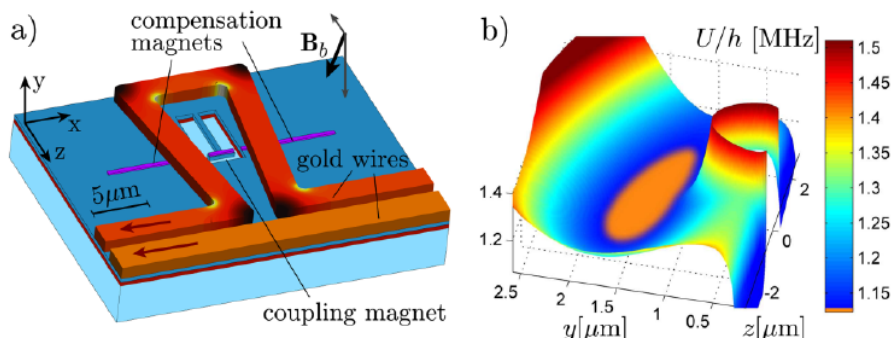 a)
compensation
magnets
B_b
y
x
z
gold wires
5μm
coupling magnet
b)
U/h [MHz]
1.5
1.45
1.4
1.35
1.3
1.25
1.2
1.15
1.4
1.2
2.5
2
1.5
1
0.5
y[μm]
2
0
-2
z[μm]